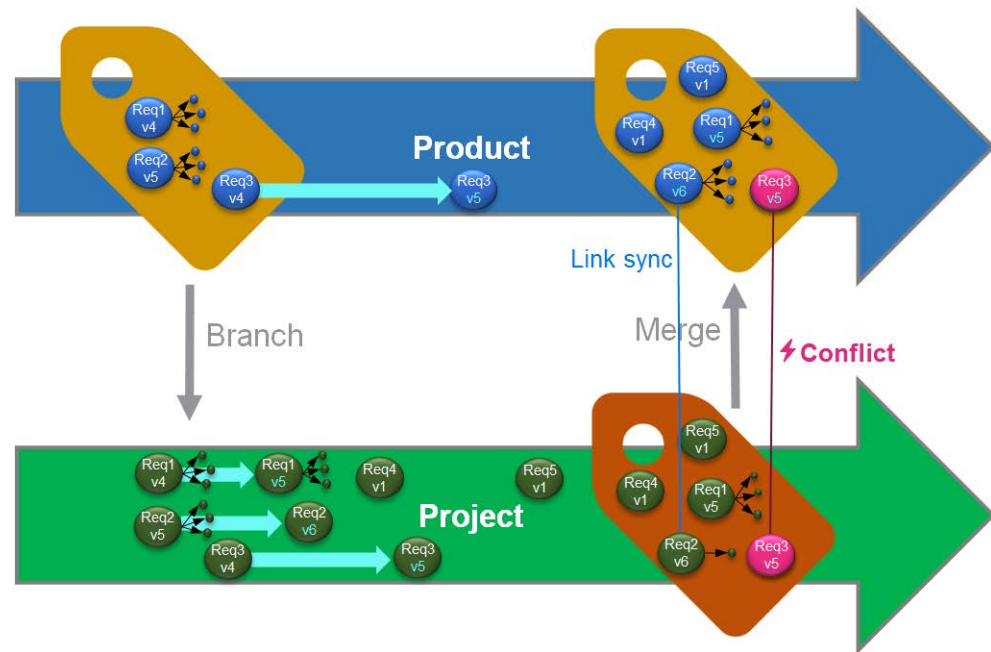 Req5
v1
Req1
v4
Req4
v1
Req1
v5
Product
Req2
v5
Req3
v4
Req3
v5
Req2
v6
Req3
v5
Link sync
Branch
Merge
Conflict
Req5
v1
Req1
v4
Req1
v5
Req4
v1
Req5
v1
Req4
v1
Req1
v5
Req2
v5
Req2
v6
Project
Req3
v4
Req3
v5
Req2
v6
Req3
v5